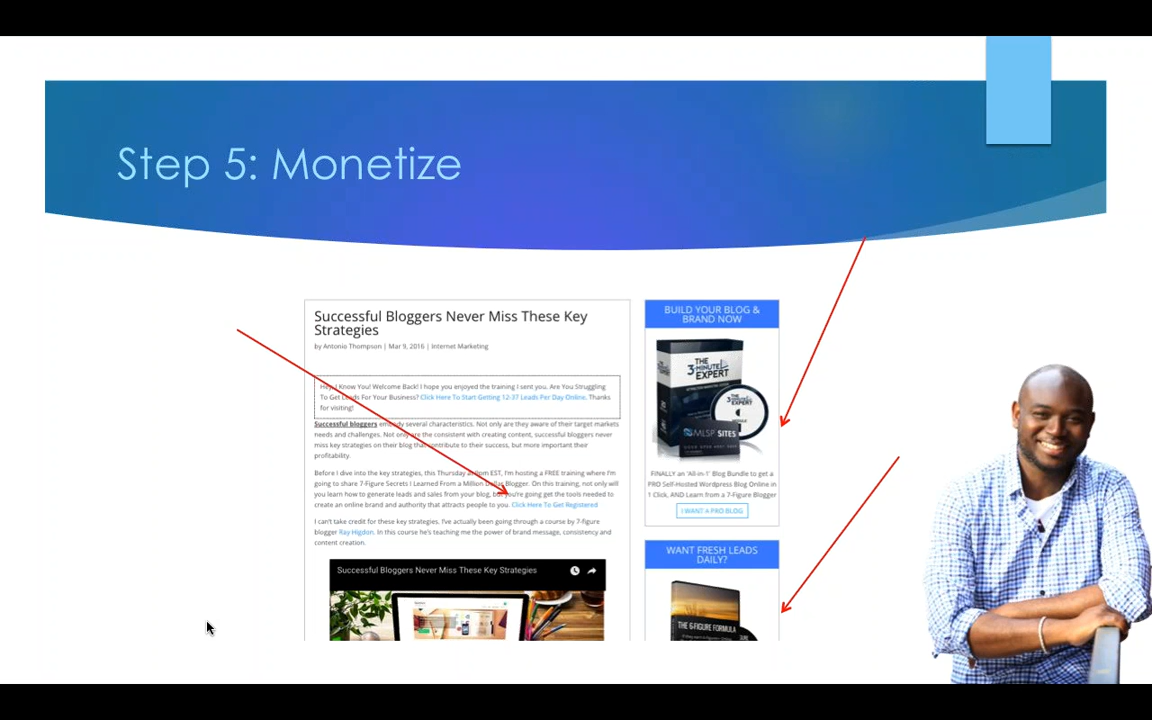 Step 5: Monetize
Successful Bloggers Never Miss These Key
Strategies
by Antonio Thompson | Mar 9, 2016 | Internet Marketing
Hey, I Know You! Welcome Back! I hope you enjoyed the training I sent you. Are You Struggling
To Get Leads For Your Business? Click Here To Start Getting 12-37 Leads Per Day Online. Thanks
for visiting!
Successful bloggers embody several characteristics. Not only are they aware of their target markets
needs and challenges. Not only are the consistent with creating content, successful bloggers never
miss key strategies on their blog that contribute to their success, but more important their
profitability.
Before I dive into the key strategies, this Thursday at pm EST, I'm hosting a FREE training where I'm
going to share 7-Figure Secrets I Learned From a Million Dollar Blogger. On this training, not only will
you learn how to generate leads and sales from your blog, but you're going get the tools needed to
create an online brand and authority that attracts people to you. Click Here To Get Registered
I can't take credit for these key strategies. I've actually been going through a course by 7-figure
blogger Ray Higdon. In this course he's teaching me the power of brand message, consistency and
content creation.
Successful Bloggers Never Miss These Key Strategies
BUILD YOUR BLOG &
BRAND NOW
THE
3-MINUTE
EXPERT
THE
3-MINUTE
EXPERT
MLSP SITES
FINALLY an 'All-in-1' Blog Bundle to get a
PRO Self-Hosted Wordpress Blog Online in
1 Click, AND Learn from a 7-Figure Blogger
I WANT A PRO BLOG
WANT FRESH LEADS
DAILY?
THE 6-FIGURE FORMULA